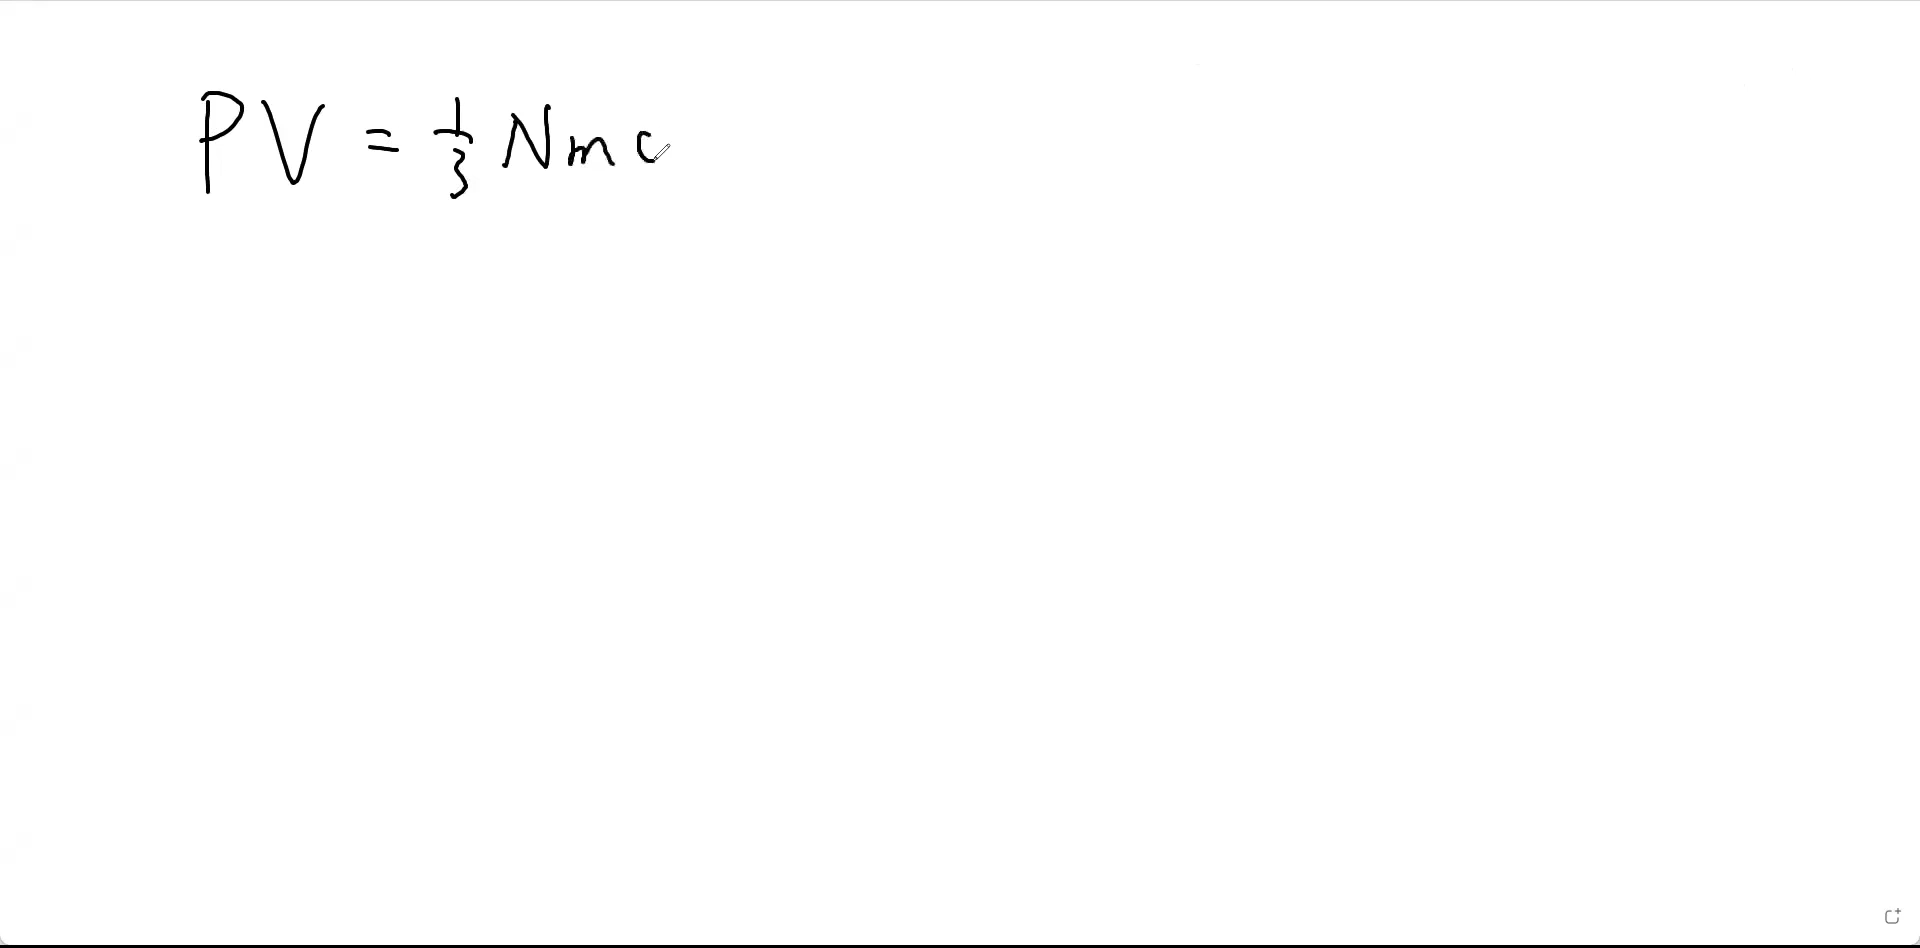 PV = 1/3 Nmc